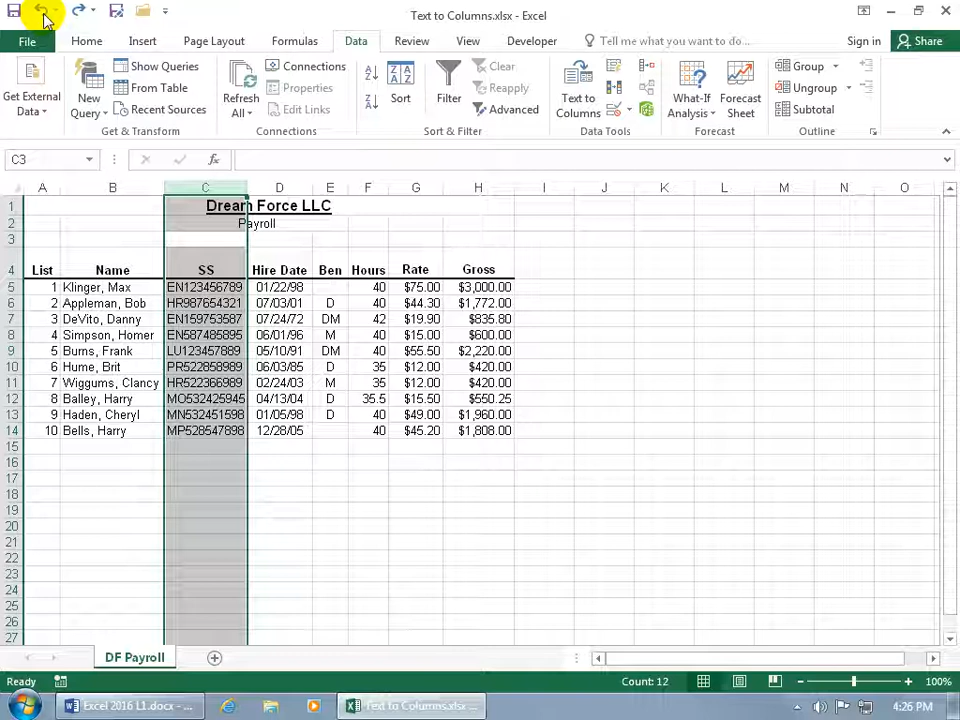 Text to Columns.xlsx - Excel
File Home Insert Page Layout Formulas Data Review View Developer Tell me what you want to do... Sign in Share
Get External Data
New Query
Show Queries
From Table
Recent Sources
Get & Transform
Refresh All
Connections
Properties
Edit Links
Connections
Sort
Filter
Clear
Reapply
Advanced
Sort & Filter
Text to Columns
Data Tools
What-If Analysis
Forecast Sheet
Forecast
Group
Ungroup
Subtotal
Outline
C3 fx
A B C D E F G H I J K L M N O
1 Dream Force LLC
2 Payroll
3
4 List Name SS Hire Date Ben Hours Rate Gross
5 1 Klinger, Max EN123456789 01/22/98 40 $75.00 $3,000.00
6 2 Appleman, Bob HR987654321 07/03/01 D 40 $44.30 $1,772.00
7 3 DeVito, Danny EN159753587 07/24/72 DM 42 $19.90 $835.80
8 4 Simpson, Homer EN587485895 06/01/96 M 40 $15.00 $600.00
9 5 Burns, Frank LU123457889 05/10/91 DM 40 $55.50 $2,220.00
10 6 Hume, Brit PR522858989 06/03/85 D 35 $12.00 $420.00
11 7 Wiggums, Clancy HR522366989 02/24/03 M 35 $12.00 $420.00
12 8 Balley, Harry MO532425945 04/13/04 D 35.5 $15.50 $550.25
13 9 Haden, Cheryl MN532451598 01/05/98 D 40 $49.00 $1,960.00
14 10 Bells, Harry MP528547898 12/28/05 40 $45.20 $1,808.00
15
16
17
18
19
20
21
22
23
24
25
26
27
DF Payroll
Ready Count: 12 100%
Excel 2016 L1.docx - ... Text to Columns.xlsx ... 4:26 PM